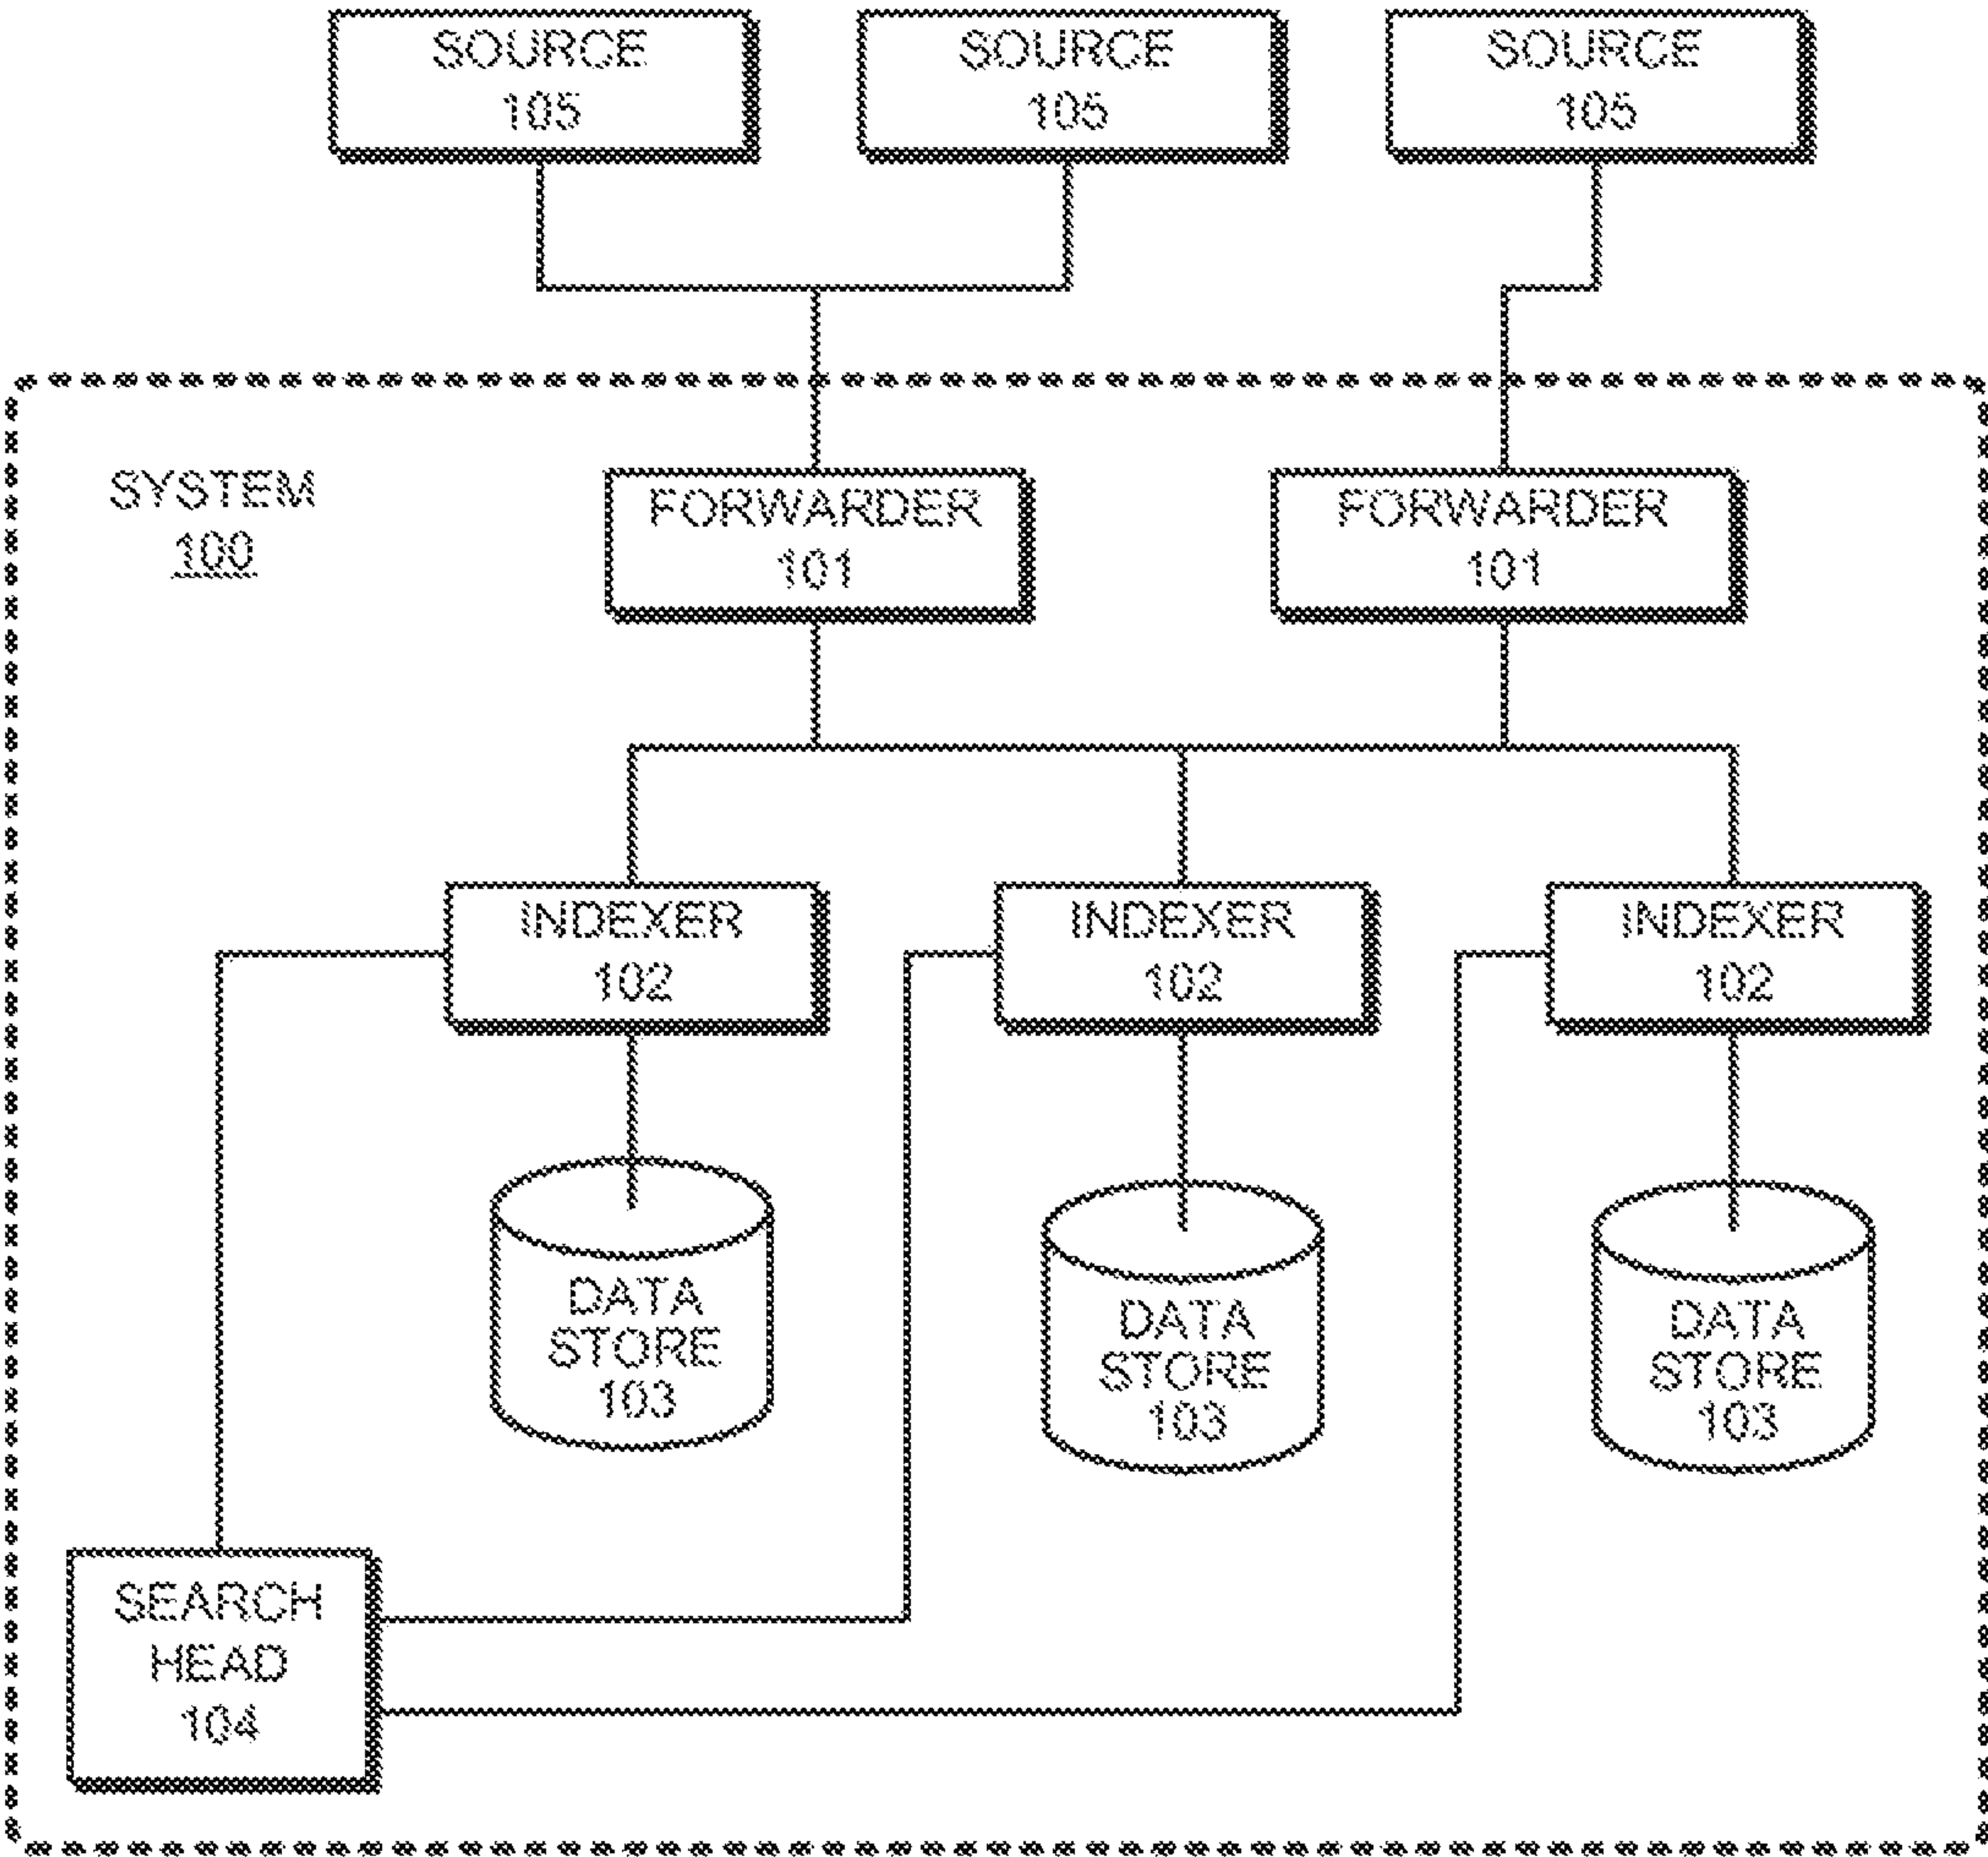 SOURCE
105
SOURCE
105
SOURCE
105
SYSTEM
100
FORWARDER
101
FORWARDER
101
INDEXER
102
INDEXER
102
INDEXER
102
DATA
STORE
103
DATA
STORE
103
DATA
STORE
103
SEARCH
HEAD
104